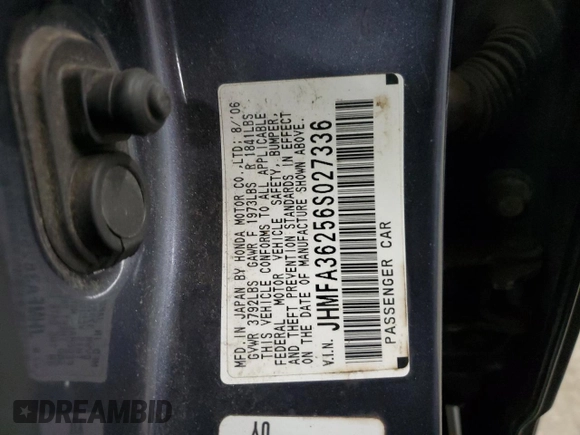 MFD. IN JAPAN BY HONDA MOTOR CO.,LTD; 8/'06
GVWR 3792LBS GAWR F 1973LBS R 1841LBS
THIS VEHICLE CONFORMS TO ALL APPLICABLE
FEDERAL MOTOR VEHICLE SAFETY, BUMPER,
AND THEFT PREVENTION STANDARDS IN EFFECT
ON THE DATE OF MANUFACTURE SHOWN ABOVE.
V.I.N. JHMFA36256S027336
PASSENGER CAR
DREAMBID